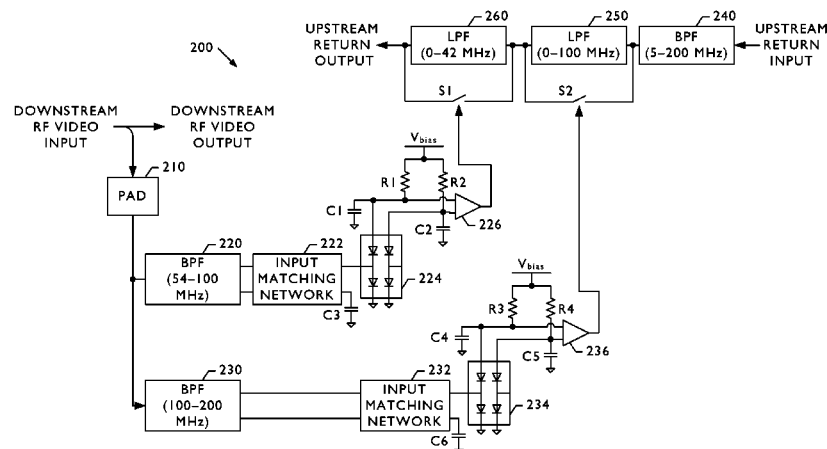 200
UPSTREAM
RETURN
OUTPUT
260
LPF
(0–42 MHz)
250
LPF
(0–100 MHz)
240
BPF
(5–200 MHz)
UPSTREAM
RETURN
INPUT
S1
S2
DOWNSTREAM
RF VIDEO
INPUT
DOWNSTREAM
RF VIDEO
OUTPUT
210
PAD
Vbias
R1
R2
C1
C2
226
220
BPF
(54–100
MHz)
222
INPUT
MATCHING
NETWORK
224
C3
Vbias
R3
R4
C4
C5
236
230
BPF
(100–200
MHz)
232
INPUT
MATCHING
NETWORK
234
C6